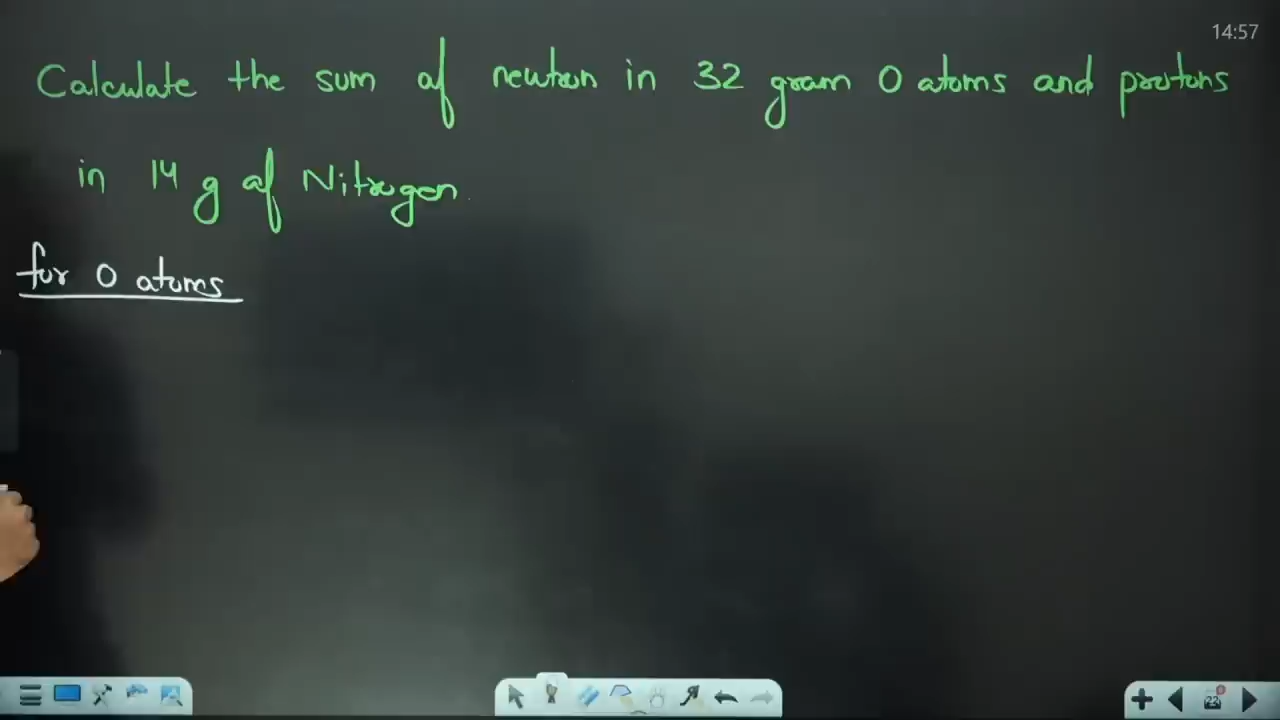 14:57
Calculate the sum of neutron in 32 gram O atoms and protons
in 14 g of Nitrogen.
for O atoms
22